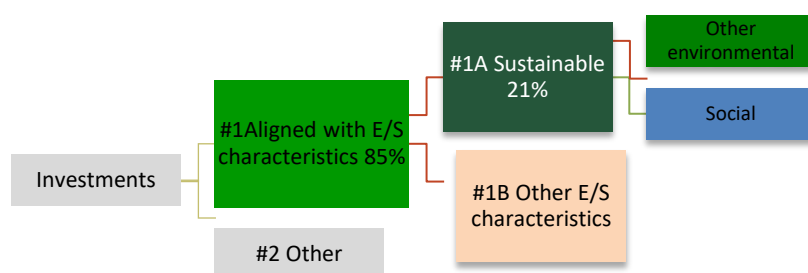 Investments
#1Aligned with E/S
characteristics 85%
#2 Other
#1A Sustainable
21%
#1B Other E/S
characteristics
Other
environmental
Social